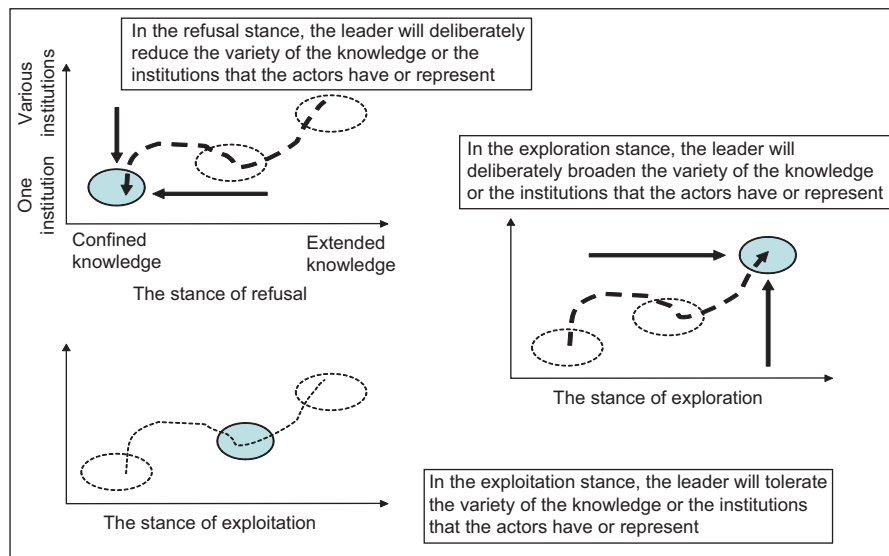 In the refusal stance, the leader will deliberately
reduce the variety of the knowledge or the
institutions that the actors have or represent
Various
institutions
One
institution
Confined
knowledge
Extended
knowledge
The stance of refusal
In the exploration stance, the leader will
deliberately broaden the variety of the knowledge
or the institutions that the actors have or represent
The stance of exploration
The stance of exploitation
In the exploitation stance, the leader will tolerate
the variety of the knowledge or the institutions
that the actors have or represent